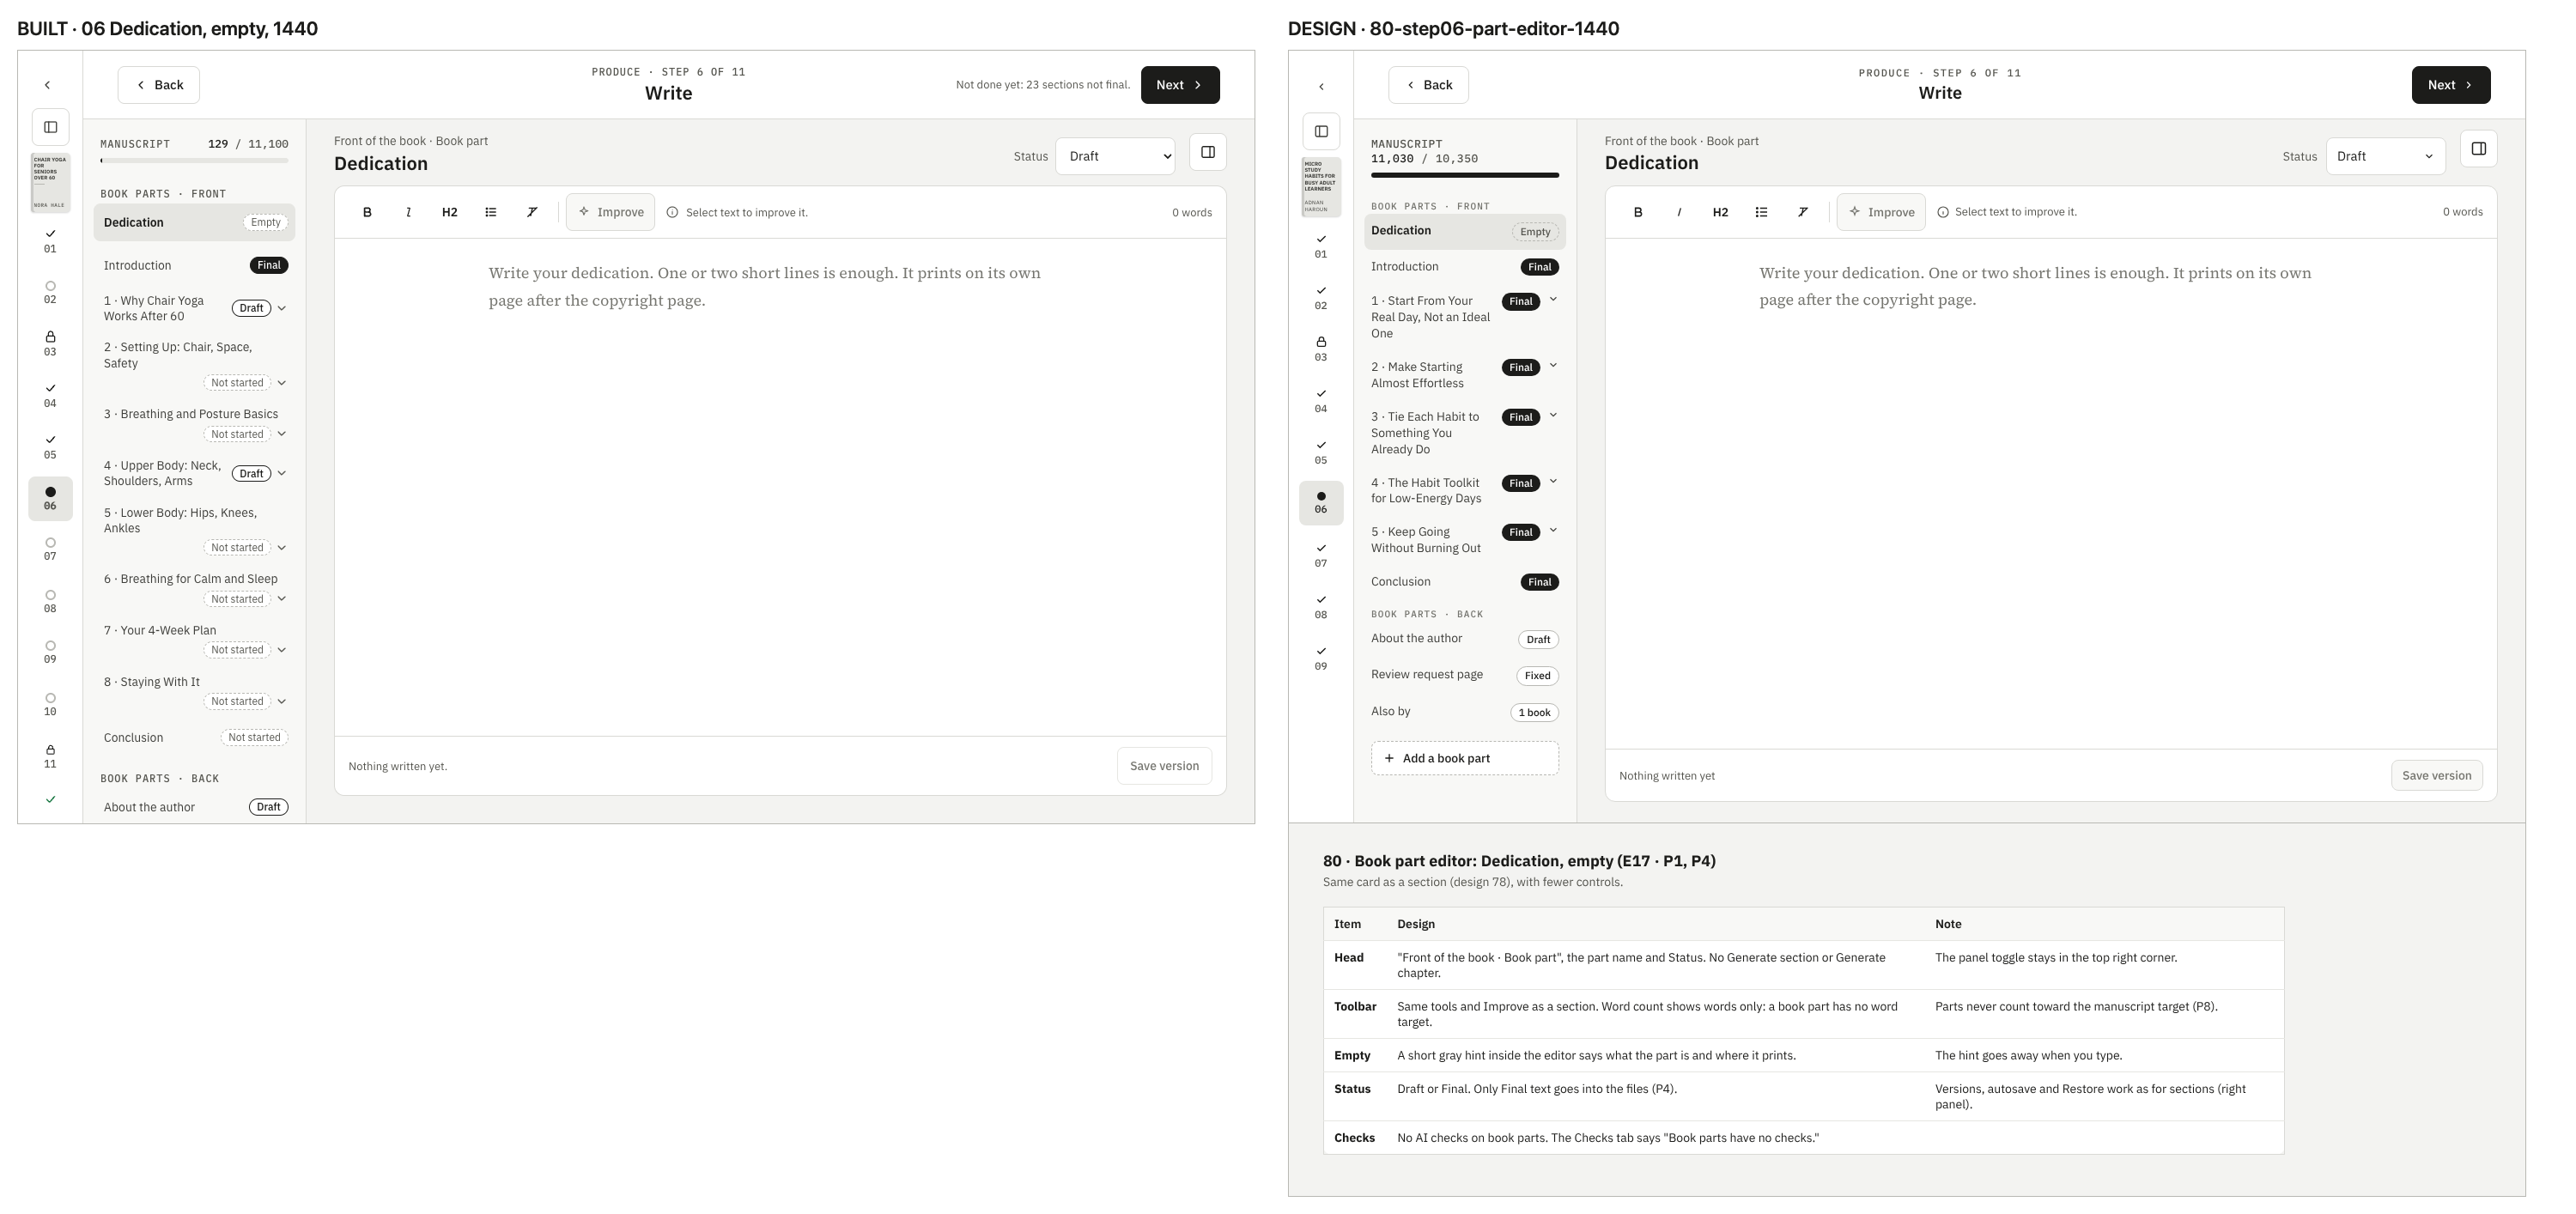 BUILT · 06 Dedication, empty, 1440
Back
PRODUCE · STEP 6 OF 11
Write
Not done yet: 23 sections not final.
Next
CHAIR YOGA
FOR
SENIORS
OVER 60
NORA HALE
01
02
03
04
05
06
07
08
09
10
11
MANUSCRIPT 129 / 11,100
BOOK PARTS · FRONT
Dedication Empty
Introduction Final
1 · Why Chair Yoga
Works After 60
Draft
2 · Setting Up: Chair, Space,
Safety
Not started
3 · Breathing and Posture Basics
Not started
4 · Upper Body: Neck,
Shoulders, Arms
Draft
5 · Lower Body: Hips, Knees,
Ankles
Not started
6 · Breathing for Calm and Sleep
Not started
7 · Your 4-Week Plan
Not started
8 · Staying With It
Not started
Conclusion Not started
BOOK PARTS · BACK
About the author Draft
Front of the book · Book part
Dedication
Status Draft
B I H2 Improve Select text to improve it. 0 words
Write your dedication. One or two short lines is enough. It prints on its own
page after the copyright page.
Nothing written yet. Save version
DESIGN · 80-step06-part-editor-1440
Back
PRODUCE · STEP 6 OF 11
Write
Next
MICRO
STUDY
HABITS FOR
BUSY ADULT
LEARNERS
ADNAN
HAROUN
01
02
03
04
05
06
07
08
09
MANUSCRIPT
11,030 / 10,350
BOOK PARTS · FRONT
Dedication Empty
Introduction Final
1 · Start From Your
Real Day, Not an Ideal
One
Final
2 · Make Starting
Almost Effortless
Final
3 · Tie Each Habit to
Something You
Already Do
Final
4 · The Habit Toolkit
for Low-Energy Days
Final
5 · Keep Going
Without Burning Out
Final
Conclusion Final
BOOK PARTS · BACK
About the author Draft
Review request page Fixed
Also by 1 book
Add a book part
Front of the book · Book part
Dedication
Status Draft
B I H2 Improve Select text to improve it. 0 words
Write your dedication. One or two short lines is enough. It prints on its own
page after the copyright page.
Nothing written yet Save version
80 · Book part editor: Dedication, empty (E17 · P1, P4)
Same card as a section (design 78), with fewer controls.
Item Design Note
Head "Front of the book · Book part", the part name and Status. No Generate section or Generate
chapter.
The panel toggle stays in the top right corner.
Toolbar Same tools and Improve as a section. Word count shows words only: a book part has no word
target.
Parts never count toward the manuscript target (P8).
Empty A short gray hint inside the editor says what the part is and where it prints. The hint goes away when you type.
Status Draft or Final. Only Final text goes into the files (P4). Versions, autosave and Restore work as for sections (right
panel).
Checks No AI checks on book parts. The Checks tab says "Book parts have no checks."